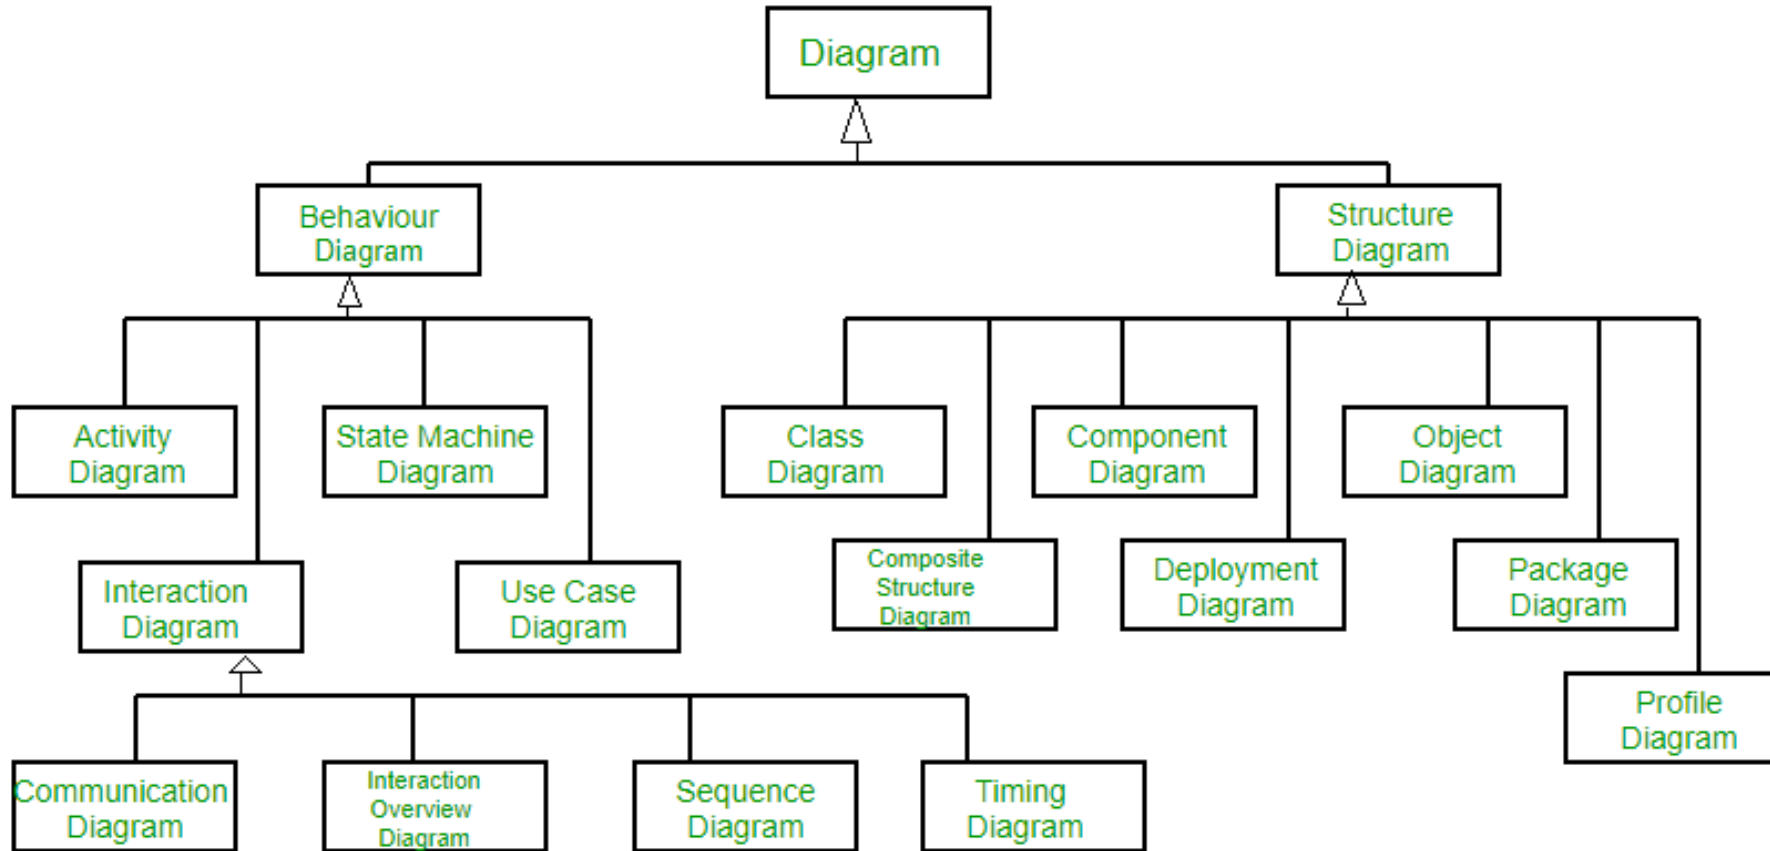 Diagram
Behaviour
Diagram
Structure
Diagram
Activity
Diagram
State Machine
Diagram
Class
Diagram
Component
Diagram
Object
Diagram
Composite
Structure
Diagram
Deployment
Diagram
Package
Diagram
Interaction
Diagram
Use Case
Diagram
Profile
Diagram
Communication
Diagram
Interaction
Overview
Diagram
Sequence
Diagram
Timing
Diagram